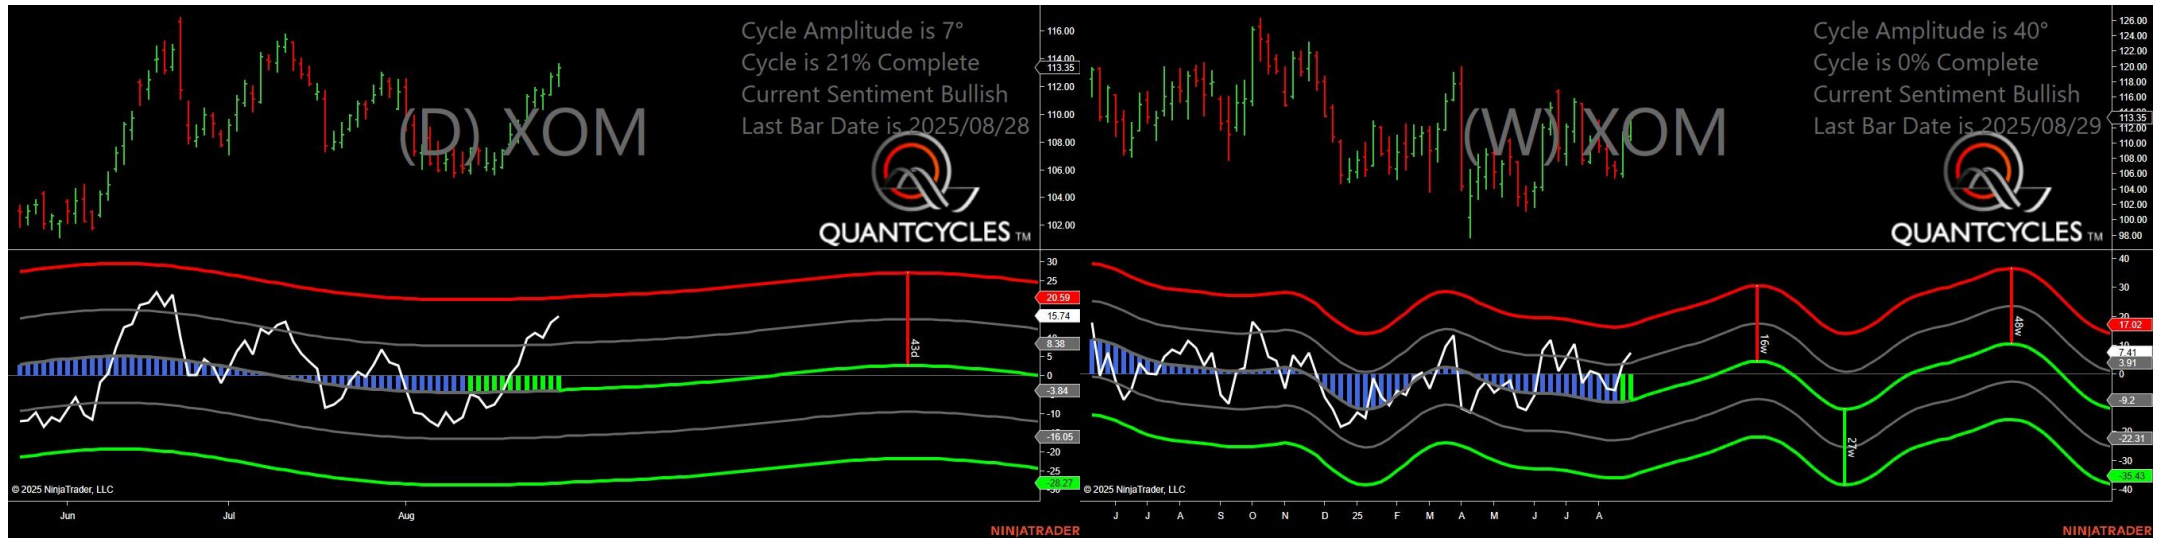 Cycle Amplitude is 7°
Cycle is 21% Complete
Current Sentiment Bullish
Last Bar Date is 2025/08/28
(D) XOM
QUANTCYCLES TM
116.00
114.00
113.35
112.00
110.00
108.00
106.00
104.00
102.00
30
25
20.59
15.74
8.38
5
0
-3.84
-10
-16.05
-20
-25
-28.27
43d
© 2025 NinjaTrader, LLC
Jun Jul Aug
NINJATRADER
Cycle Amplitude is 40°
Cycle is 0% Complete
Current Sentiment Bullish
Last Bar Date is 2025/08/29
(W) XOM
QUANTCYCLES TM
126.00
124.00
122.00
120.00
118.00
116.00
113.35
112.00
110.00
108.00
106.00
104.00
102.00
100.00
98.00
40
30
20
17.02
7.41
3.91
0
-9.2
-22.31
-30
-35.43
-40
16w
48w
27w
© 2025 NinjaTrader, LLC
J J A S O N D 25 F M A M J J A
NINJATRADER